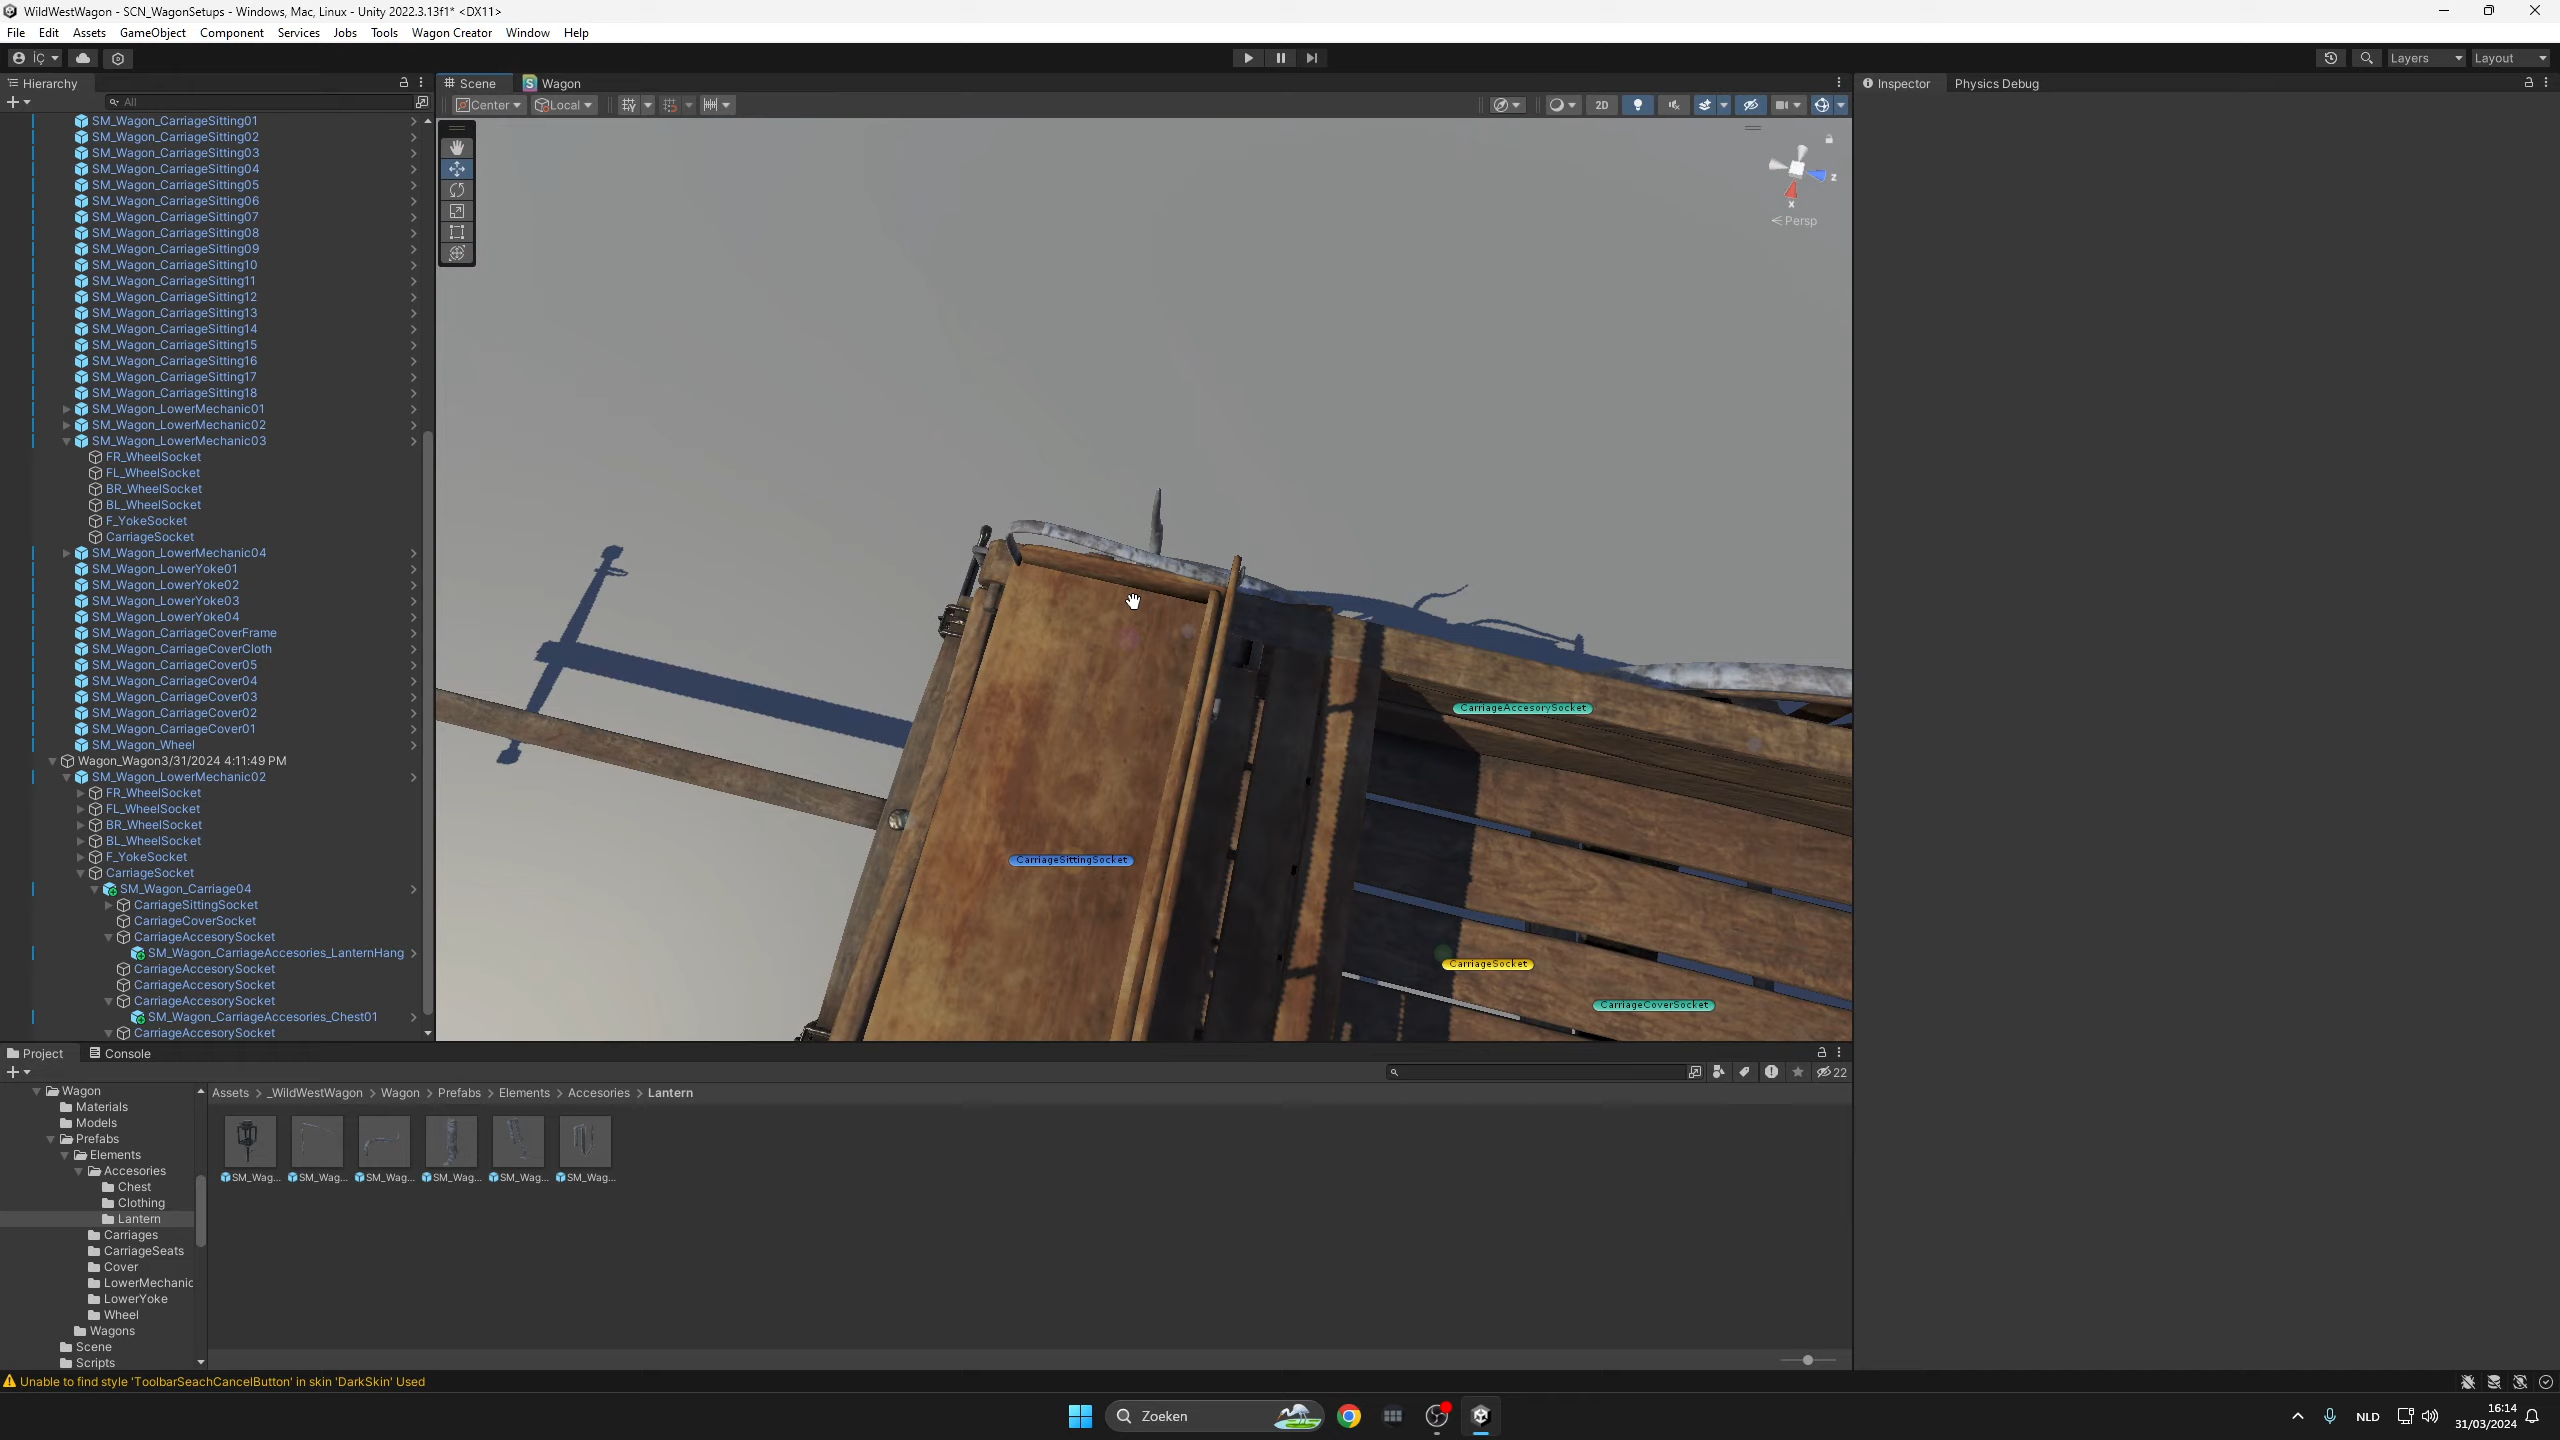 WildWestWagon - SCN_WagonSetups - Windows, Mac, Linux - Unity 2022.3.13f1* <DX11>
File Edit Assets GameObject Component Services Jobs Tools Wagon Creator Window Help
İÇ
Layers
Layout
Hierarchy
Scene
Wagon
Inspector
Physics Debug
All
Center
Local
2D
SM_Wagon_CarriageSitting01
SM_Wagon_CarriageSitting02
SM_Wagon_CarriageSitting03
SM_Wagon_CarriageSitting04
SM_Wagon_CarriageSitting05
SM_Wagon_CarriageSitting06
SM_Wagon_CarriageSitting07
SM_Wagon_CarriageSitting08
SM_Wagon_CarriageSitting09
SM_Wagon_CarriageSitting10
SM_Wagon_CarriageSitting11
SM_Wagon_CarriageSitting12
SM_Wagon_CarriageSitting13
SM_Wagon_CarriageSitting14
SM_Wagon_CarriageSitting15
SM_Wagon_CarriageSitting16
SM_Wagon_CarriageSitting17
SM_Wagon_CarriageSitting18
SM_Wagon_LowerMechanic01
SM_Wagon_LowerMechanic02
SM_Wagon_LowerMechanic03
FR_WheelSocket
FL_WheelSocket
BR_WheelSocket
BL_WheelSocket
F_YokeSocket
CarriageSocket
SM_Wagon_LowerMechanic04
SM_Wagon_LowerYoke01
SM_Wagon_LowerYoke02
SM_Wagon_LowerYoke03
SM_Wagon_LowerYoke04
SM_Wagon_CarriageCoverFrame
SM_Wagon_CarriageCoverCloth
SM_Wagon_CarriageCover05
SM_Wagon_CarriageCover04
SM_Wagon_CarriageCover03
SM_Wagon_CarriageCover02
SM_Wagon_CarriageCover01
SM_Wagon_Wheel
Wagon_Wagon3/31/2024 4:11:49 PM
SM_Wagon_LowerMechanic02
FR_WheelSocket
FL_WheelSocket
BR_WheelSocket
BL_WheelSocket
F_YokeSocket
CarriageSocket
SM_Wagon_Carriage04
CarriageSittingSocket
CarriageCoverSocket
CarriageAccesorySocket
SM_Wagon_CarriageAccesories_LanternHang
CarriageAccesorySocket
CarriageAccesorySocket
CarriageAccesorySocket
SM_Wagon_CarriageAccesories_Chest01
CarriageAccesorySocket
z
x
Persp
CarriageAccesorySocket
CarriageSittingSocket
CarriageSocket
CarriageCoverSocket
Project
Console
22
Wagon
Materials
Models
Prefabs
Elements
Accesories
Chest
Clothing
Lantern
Carriages
CarriageSeats
Cover
LowerMechanic
LowerYoke
Wheel
Wagons
Scene
Scripts
Assets > _WildWestWagon > Wagon > Prefabs > Elements > Accesories > Lantern
SM_Wag... SM_Wag... SM_Wag... SM_Wag... SM_Wag... SM_Wag...
Unable to find style 'ToolbarSeachCancelButton' in skin 'DarkSkin' Used
Zoeken
NLD
16:14
31/03/2024